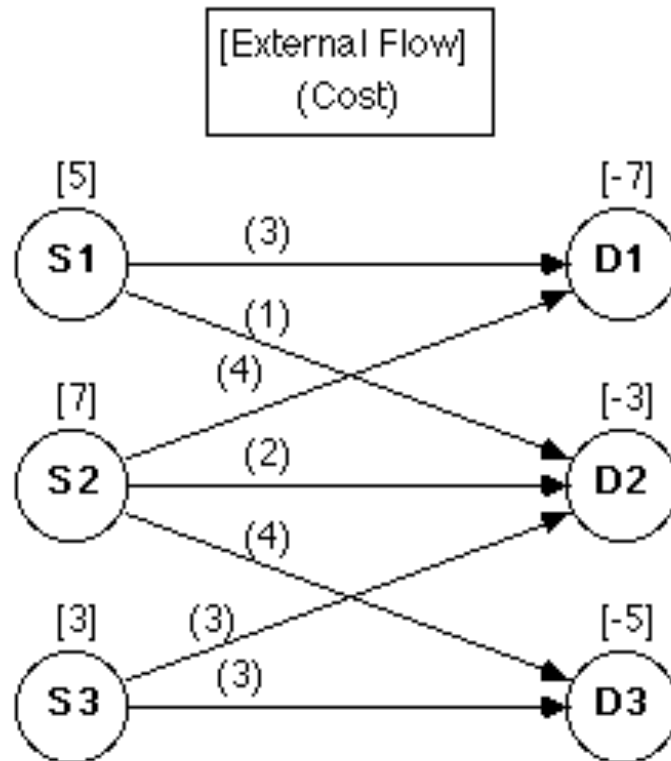 [External Flow]
(Cost)
[5]
[-7]
S1
(3)
D1
(1)
(4)
[7]
[-3]
S2
(2)
D2
(4)
[3]
[-5]
(3)
S3
(3)
D3